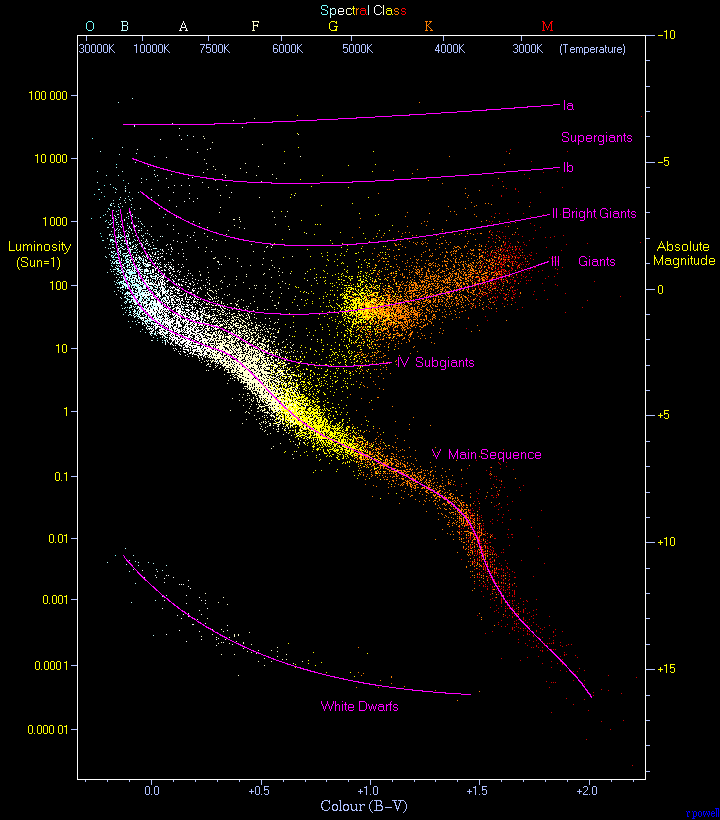 Spectral Class
O B A F G K M
30000K 10000K 7500K 6000K 5000K 4000K 3000K (Temperature)
-10
100 000
Ia
Supergiants
10 000
-5
Ib
1000
II Bright Giants
Luminosity
(Sun=1)
Absolute
Magnitude
III Giants
100
0
10
IV Subgiants
1
+5
V Main Sequence
0.1
0.01
+10
0.001
0.0001
+15
White Dwarfs
0.000 01
0.0 +0.5 +1.0 +1.5 +2.0
Colour (B-V)
cpowell